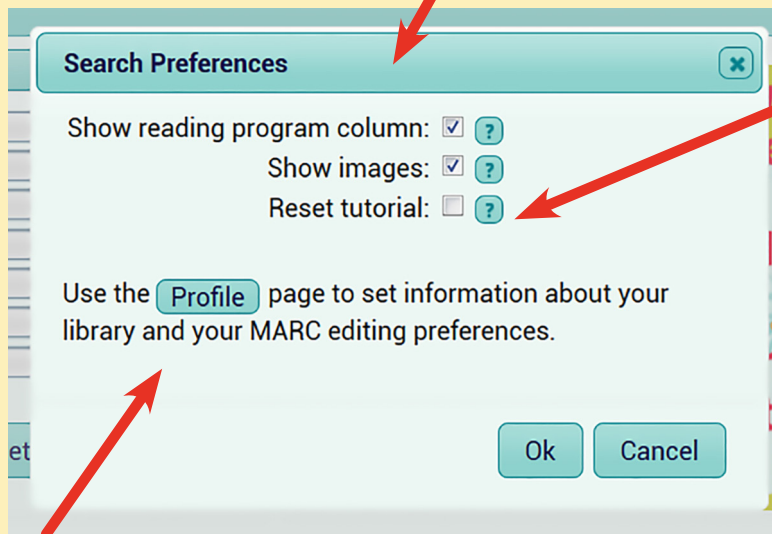 Search Preferences
Show reading program column: ?
Show images: ?
Reset tutorial: ?
Use the Profile page to set information about your
library and your MARC editing preferences.
et
Ok Cancel